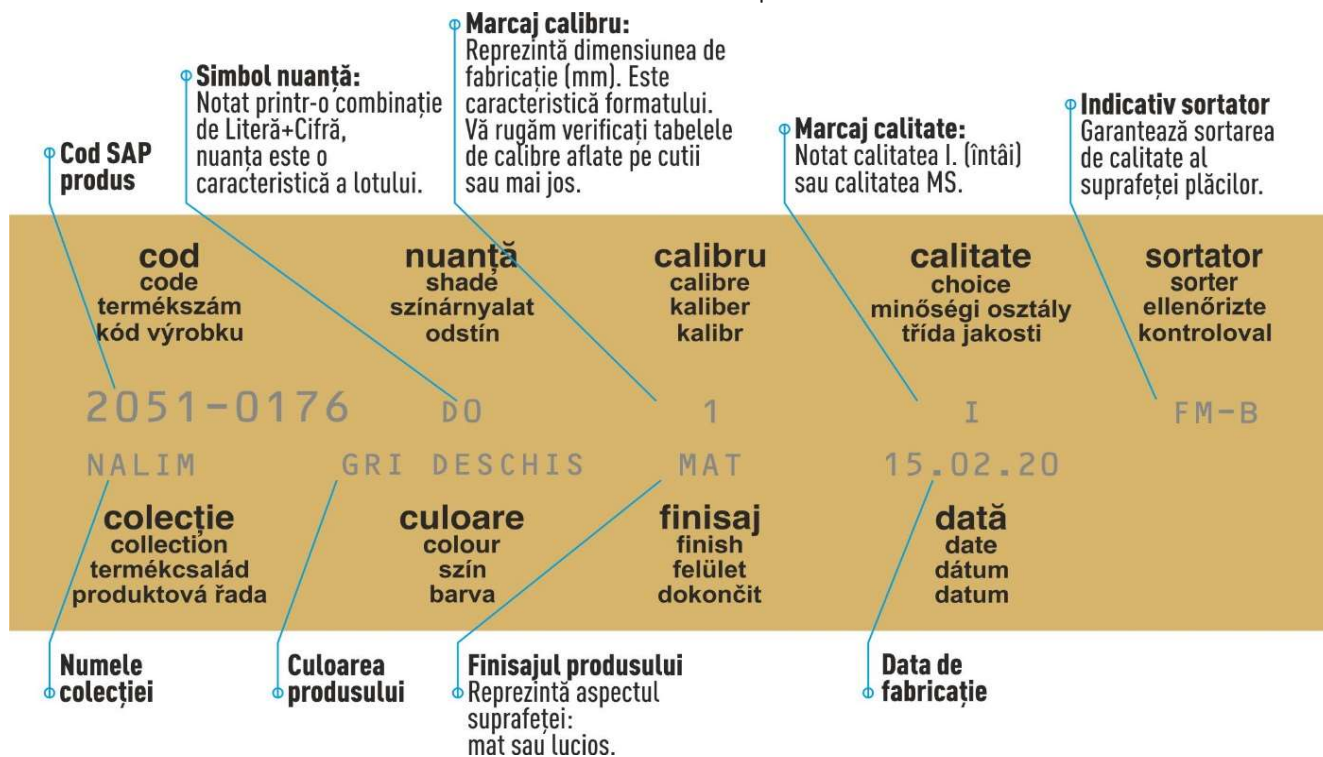 Marcaj calibru:
Reprezintă dimensiunea de
fabricație (mm). Este
caracteristică formatului.
Vă rugăm verificați tabelele
de calibre aflate pe cutii
sau mai jos.
Simbol nuanță:
Notat printr-o combinație
de Literă+Cifră,
nuanța este o
caracteristică a lotului.
Cod SAP
produs
Marcaj calitate:
Notat calitatea I. (întâi)
sau calitatea MS.
Indicativ sortator
Garantează sortarea
de calitate al
suprafeței plăcilor.
cod
code
termékszám
kód výrobku
nuanță
shade
színárnyalat
odstín
calibru
calibre
kaliber
kalibr
calitate
choice
minőségi osztály
třída jakosti
sortator
sorter
ellenőrizte
kontroloval
2051-0176 D0 1 I FM-B
NALIM GRI DESCHIS MAT 15.02.20
colecție
collection
termékcsalád
produktová řada
culoare
colour
szín
barva
finisaj
finish
felület
dokončit
dată
date
dátum
datum
Numele
colecției
Culoarea
produsului
Finisajul produsului
Reprezintă aspectul
suprafeței:
mat sau lucios.
Data de
fabricație